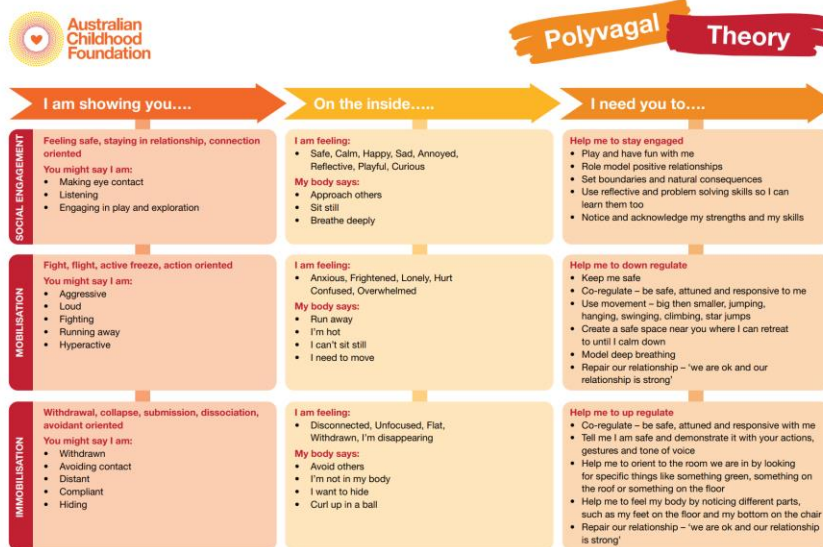 Australian
Childhood
Foundation
Polyvagal Theory
I am showing you....
On the inside.....
I need you to....
SOCIAL ENGAGEMENT
Feeling safe, staying in relationship, connection
oriented
You might say I am:
• Making eye contact
• Listening
• Engaging in play and exploration
I am feeling:
• Safe, Calm, Happy, Sad, Annoyed,
Reflective, Playful, Curious
My body says:
• Approach others
• Sit still
• Breathe deeply
Help me to stay engaged
• Play and have fun with me
• Role model positive relationships
• Set boundaries and natural consequences
• Use reflective and problem solving skills so I can
learn them too
• Notice and acknowledge my strengths and my skills
MOBILISATION
Fight, flight, active freeze, action oriented
You might say I am:
• Aggressive
• Loud
• Fighting
• Running away
• Hyperactive
I am feeling:
• Anxious, Frightened, Lonely, Hurt
Confused, Overwhelmed
My body says:
• Run away
• I'm hot
• I can't sit still
• I need to move
Help me to down regulate
• Keep me safe
• Co-regulate – be safe, attuned and responsive to me
• Use movement – big then smaller, jumping,
hanging, swinging, climbing, star jumps
• Create a safe space near you where I can retreat
to until I calm down
• Model deep breathing
• Repair our relationship – 'we are ok and our
relationship is strong'
IMMOBILISATION
Withdrawal, collapse, submission, dissociation,
avoidant oriented
You might say I am:
• Withdrawn
• Avoiding contact
• Distant
• Compliant
• Hiding
I am feeling:
• Disconnected, Unfocused, Flat,
Withdrawn, I'm disappearing
My body says:
• Avoid others
• I'm not in my body
• I want to hide
• Curl up in a ball
Help me to up regulate
• Co-regulate – be safe, attuned and responsive with me
• Tell me I am safe and demonstrate it with your actions,
gestures and tone of voice
• Help me to orient to the room we are in by looking
for specific things like something green, something on
the roof or something on the floor
• Help me to feel my body by noticing different parts,
such as my feet on the floor and my bottom on the chair
• Repair our relationship – 'we are ok and our relationship
is strong'